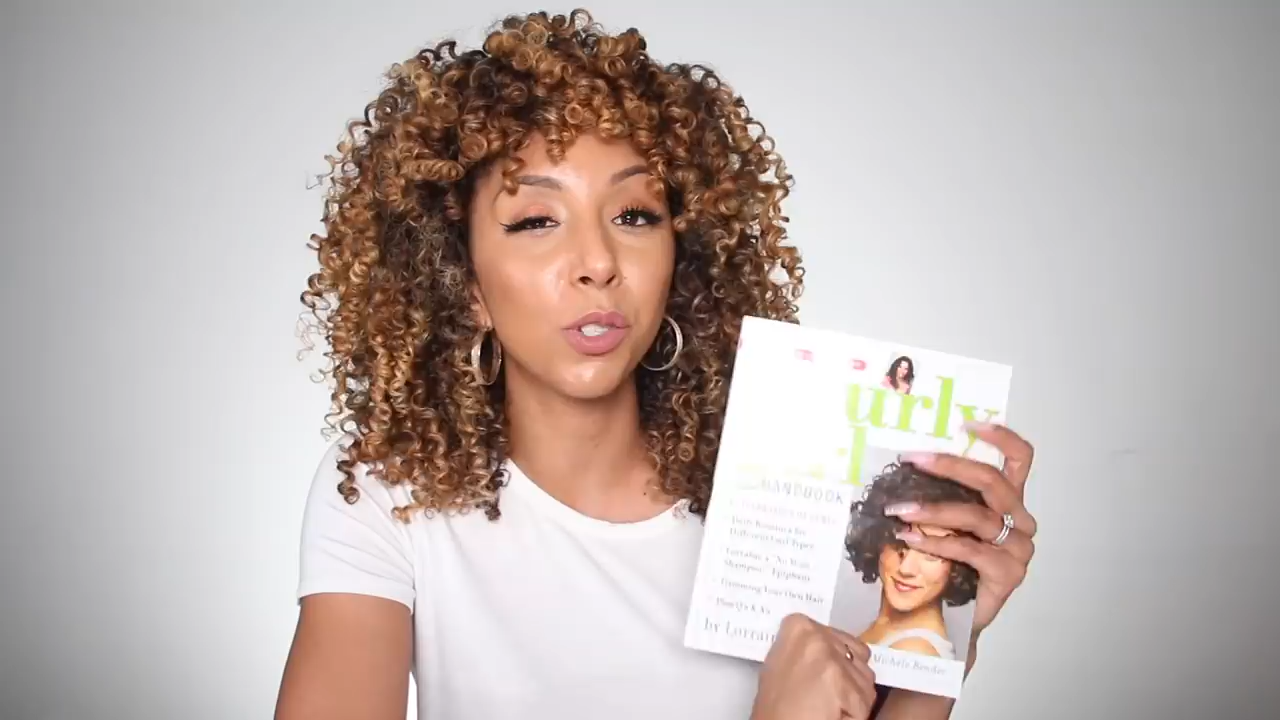 urly
HANDBOOK
Daily Routines for
Different Curl Types
Lorraine's "No More
Shampoo" Epiphany
Trimming Your Own Hair
Plus Q's & A's
by Lorrain
Michele Bender